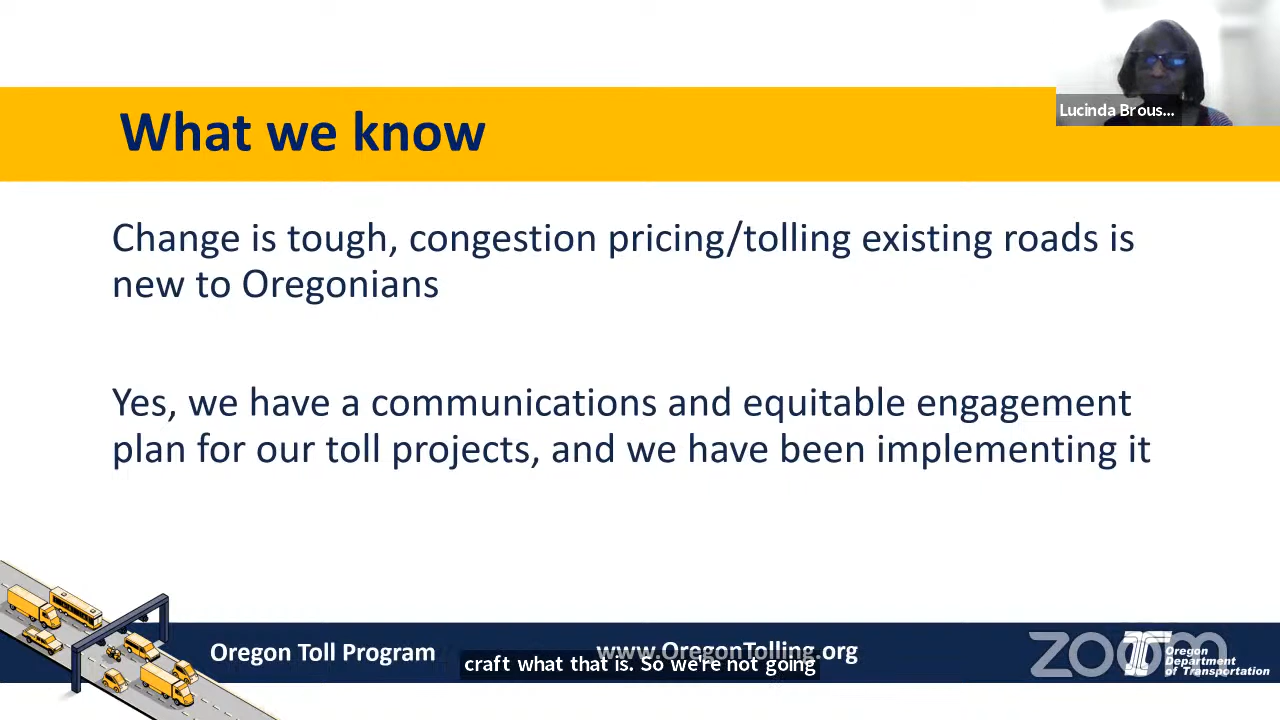 What we know
Lucinda Brous...
Change is tough, congestion pricing/tolling existing roads is
new to Oregonians
Yes, we have a communications and equitable engagement
plan for our toll projects, and we have been implementing it
Oregon Toll Program
www.OregonTolling.org
craft what that is. So we're not going
zoom
Oregon
Department
of Transportation